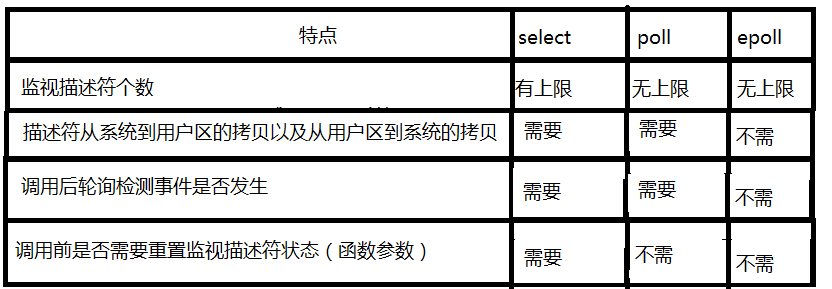 特点 select poll epoll
监视描述符个数 有上限 无上限 无上限
描述符从系统到用户区的拷贝以及从用户区到系统的拷贝 需要 需要 不需
调用后轮询检测事件是否发生 需要 需要 不需
调用前是否需要重置监视描述符状态（函数参数） 需要 不需 不需